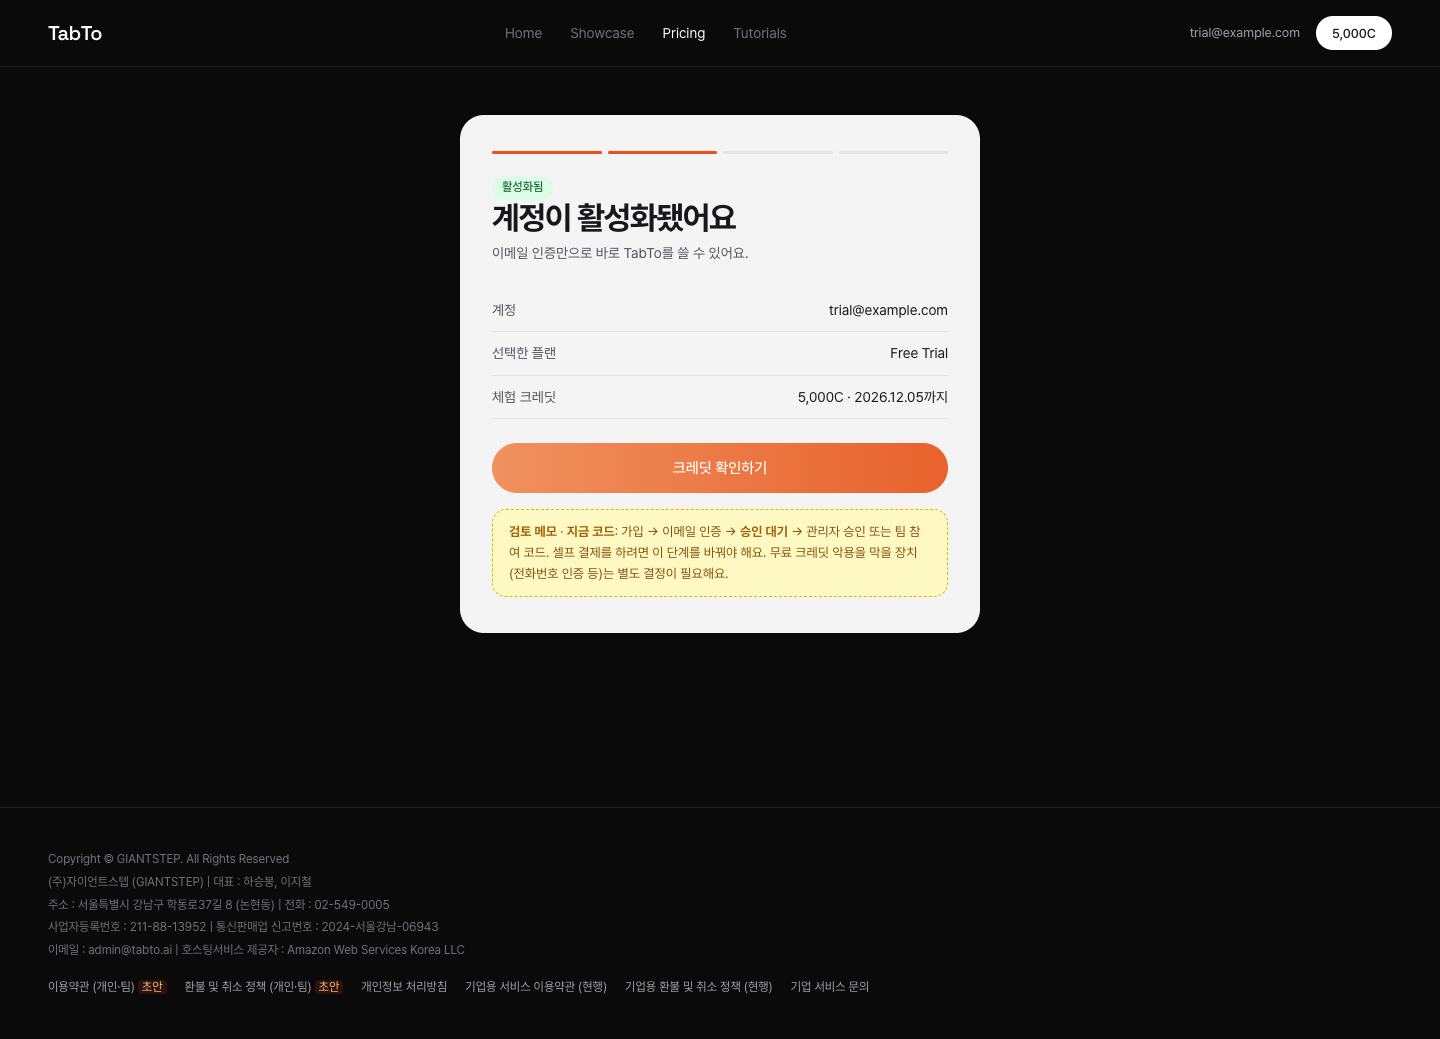 TabTo
Home Showcase Pricing Tutorials
trial@example.com 5,000C
활성화됨
계정이 활성화됐어요
이메일 인증만으로 바로 TabTo를 쓸 수 있어요.
계정 trial@example.com
선택한 플랜 Free Trial
체험 크레딧 5,000C · 2026.12.05까지
크레딧 확인하기
검토 메모 · 지금 코드: 가입 → 이메일 인증 → 승인 대기 → 관리자 승인 또는 팀 참
여 코드. 셀프 결제를 하려면 이 단계를 바꿔야 해요. 무료 크레딧 악용을 막을 장치
(전화번호 인증 등)는 별도 결정이 필요해요.
Copyright © GIANTSTEP. All Rights Reserved
(주)자이언트스텝 (GIANTSTEP) | 대표 : 하승봉, 이지철
주소 : 서울특별시 강남구 학동로37길 8 (논현동) | 전화 : 02-549-0005
사업자등록번호 : 211-88-13952 | 통신판매업 신고번호 : 2024-서울강남-06943
이메일 : admin@tabto.ai | 호스팅서비스 제공자 : Amazon Web Services Korea LLC
이용약관 (개인·팀) 초안 환불 및 취소 정책 (개인·팀) 초안 개인정보 처리방침 기업용 서비스 이용약관 (현행) 기업용 환불 및 취소 정책 (현행) 기업 서비스 문의